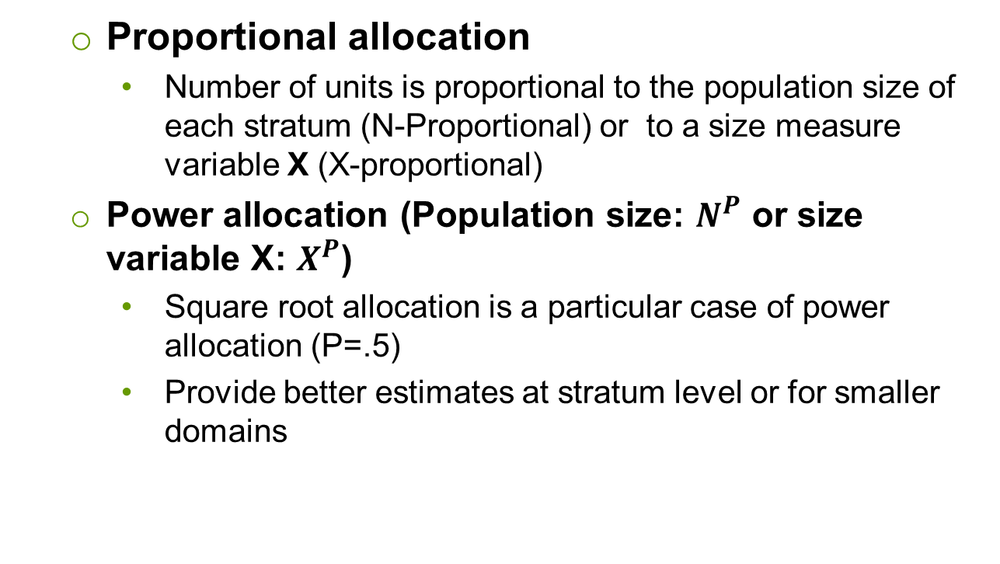 o Proportional allocation
• Number of units is proportional to the population size of
each stratum (N-Proportional) or  to a size measure
variable X (X-proportional)
o Power allocation (Population size: 𝑵ᴾ or size
variable X: 𝑿ᴾ)
• Square root allocation is a particular case of power
allocation (P=.5)
• Provide better estimates at stratum level or for smaller
domains